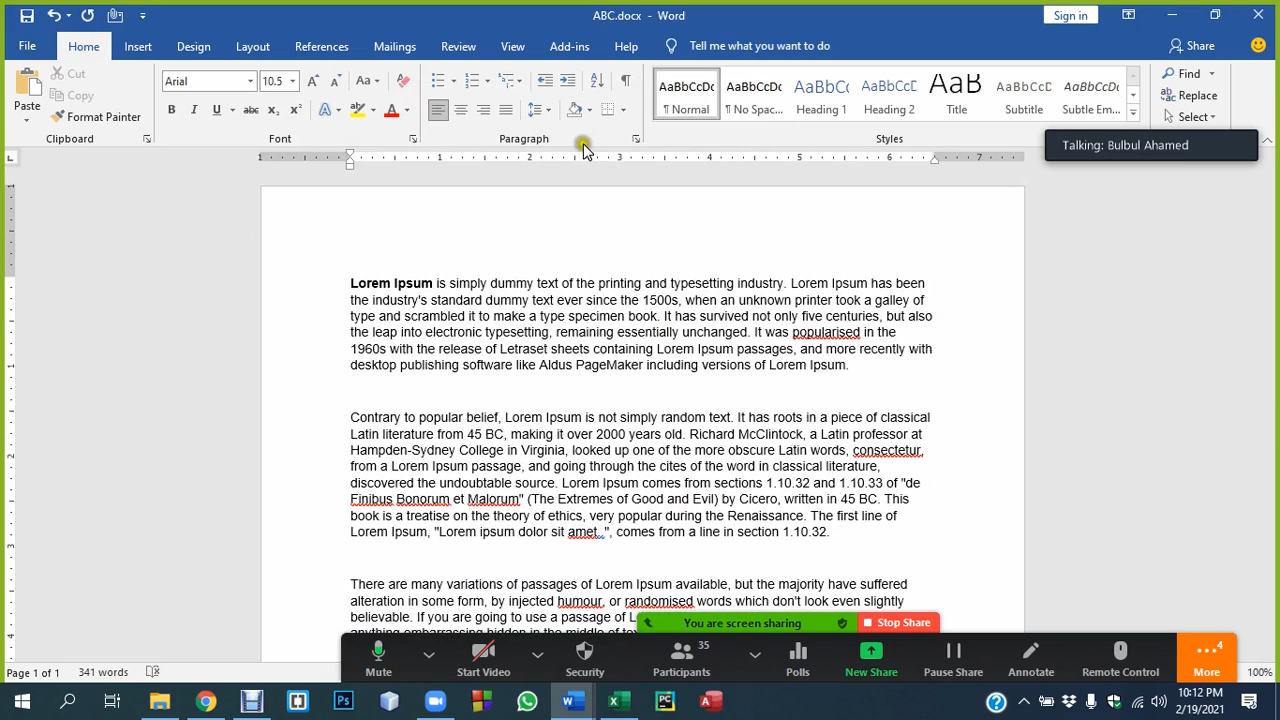 ABC.docx - Word
Sign in
File Home Insert Design Layout References Mailings Review View Add-ins Help Tell me what you want to do Share
Paste
Cut
Copy
Format Painter
Clipboard
Arial 10.5
Font
Paragraph
AaBbCcDc AaBbCcDc AaBbCc AaBbCcD AaB AaBbCcD AaBbCcD
¶ Normal ¶ No Spac... Heading 1 Heading 2 Title Subtitle Subtle Em...
Styles
Find
Replace
Select
Talking: Bulbul Ahamed
1 1 2 3 4 5 6 7
Lorem Ipsum is simply dummy text of the printing and typesetting industry. Lorem Ipsum has been
the industry's standard dummy text ever since the 1500s, when an unknown printer took a galley of
type and scrambled it to make a type specimen book. It has survived not only five centuries, but also
the leap into electronic typesetting, remaining essentially unchanged. It was popularised in the
1960s with the release of Letraset sheets containing Lorem Ipsum passages, and more recently with
desktop publishing software like Aldus PageMaker including versions of Lorem Ipsum.
Contrary to popular belief, Lorem Ipsum is not simply random text. It has roots in a piece of classical
Latin literature from 45 BC, making it over 2000 years old. Richard McClintock, a Latin professor at
Hampden-Sydney College in Virginia, looked up one of the more obscure Latin words, consectetur,
from a Lorem Ipsum passage, and going through the cites of the word in classical literature,
discovered the undoubtable source. Lorem Ipsum comes from sections 1.10.32 and 1.10.33 of "de
Finibus Bonorum et Malorum" (The Extremes of Good and Evil) by Cicero, written in 45 BC. This
book is a treatise on the theory of ethics, very popular during the Renaissance. The first line of
Lorem Ipsum, "Lorem ipsum dolor sit amet..", comes from a line in section 1.10.32.
There are many variations of passages of Lorem Ipsum available, but the majority have suffered
alteration in some form, by injected humour, or randomised words which don't look even slightly
believable. If you are going to use a passage of L
You are screen sharing
Stop Share
Mute Start Video Security Participants 35 Polls New Share Pause Share Annotate Remote Control More 4
Page 1 of 1 341 words 100%
10:12 PM
2/19/2021